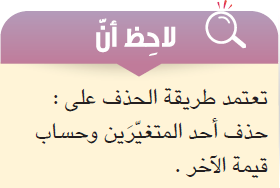 لاحِظ أنّ
تعتمد طريقة الحذف على :
حذف أحد المتغيّرَين وحساب
قيمة الآخر .